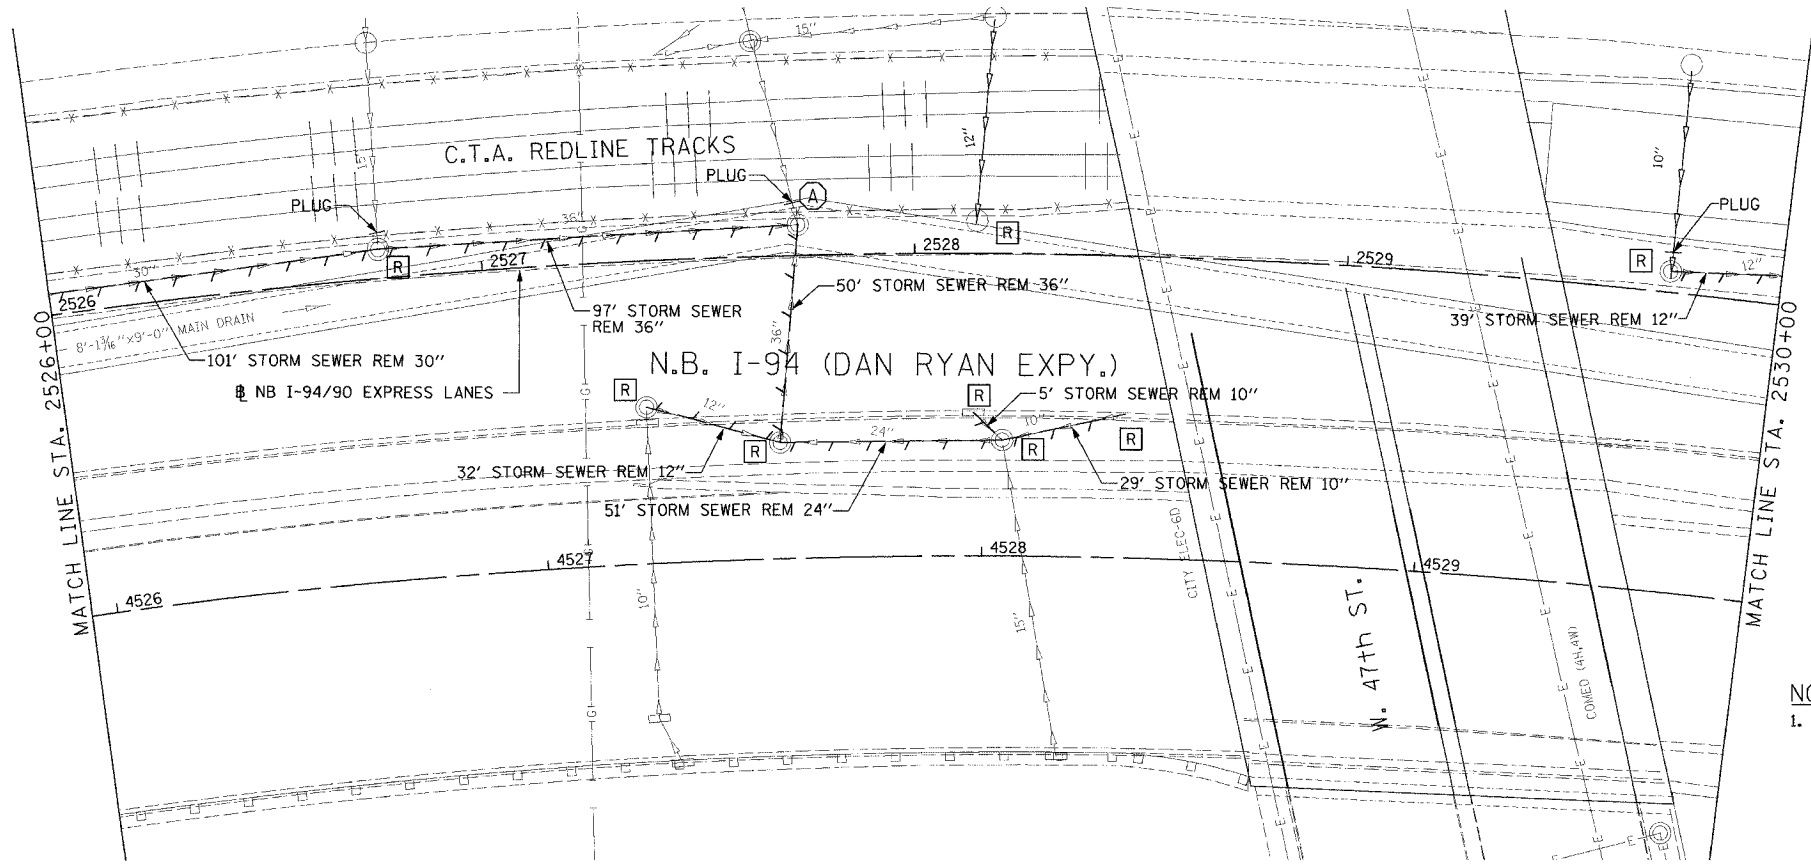 15"
12"
15"
10"
C.T.A. REDLINE TRACKS
PLUG
A
PLUG
PLUG
36"
R
R
R
G
2528
2527
2529
30"
12"
2526
50' STORM SEWER REM 36"
97' STORM SEWER
REM 36"
39' STORM SEWER REM 12"
8'-1 3/16"x9'-0" MAIN DRAIN
101' STORM SEWER REM 30"
36"
N.B. I-94 (DAN RYAN EXPY.)
NB I-94/90 EXPRESS LANES
R
R
5' STORM SEWER REM 10"
12"
24"
10"
R
R
R
32' STORM SEWER REM 12"
29' STORM SEWER REM 10"
51' STORM SEWER REM 24"
MATCH LINE STA. 2526+00
MATCH LINE STA. 2530+00
4527
4528
4529
4526
10"
15"
CITY ELEC-6D
W. 47th ST.
COMED (4H,4W)
G
E
1.